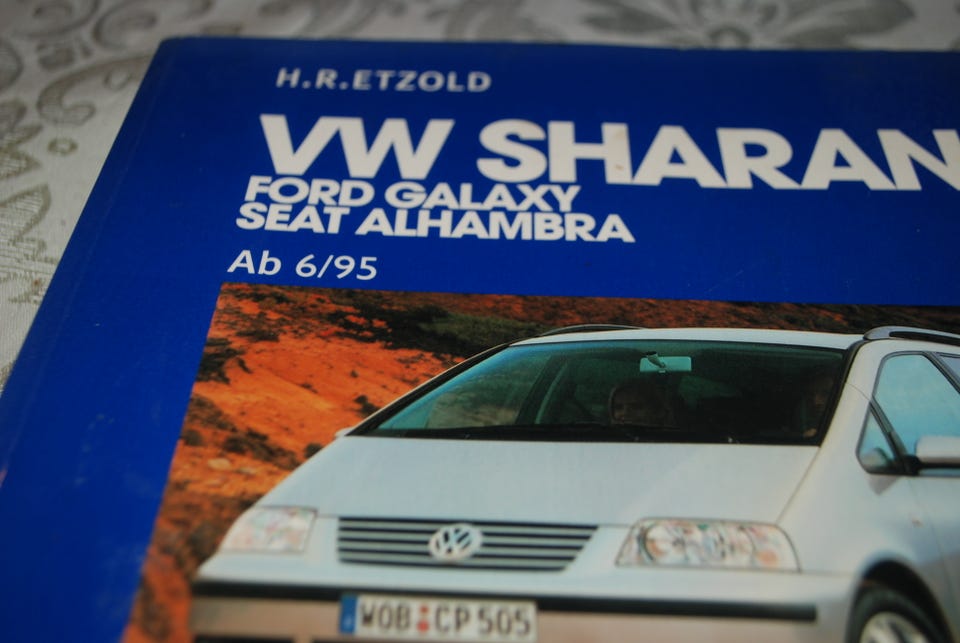 H.R.ETZOLD
VW SHARAN
FORD GALAXY
SEAT ALHAMBRA
Ab 6/95
WOB CP 505